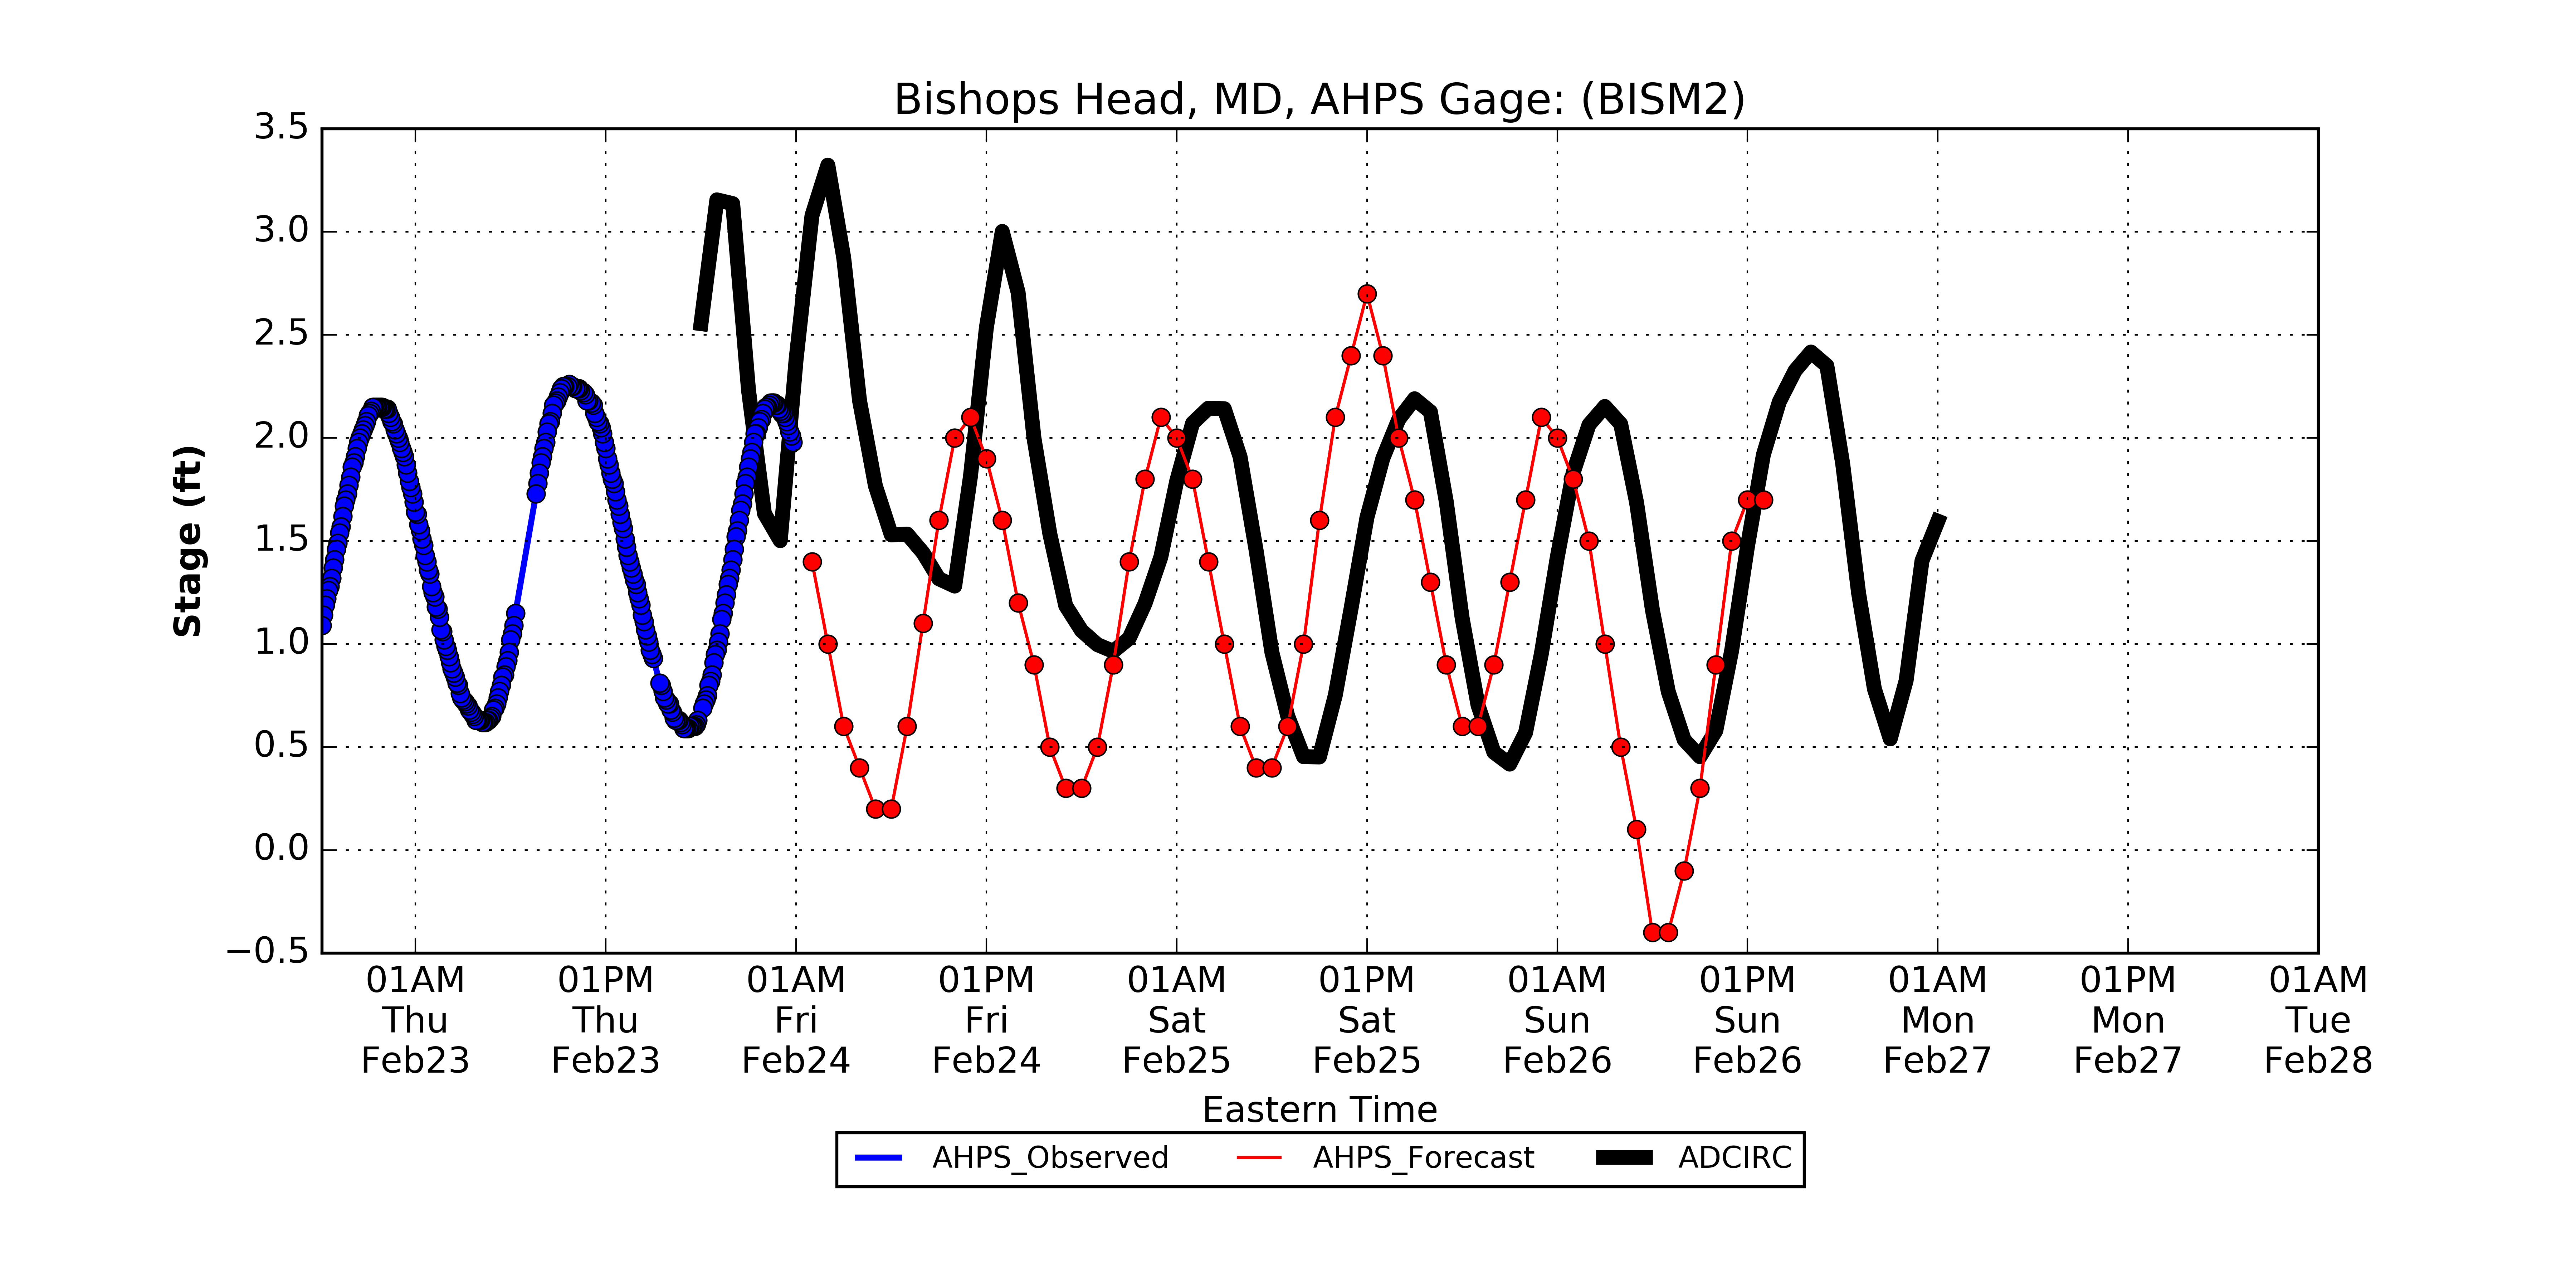 Bishops Head, MD, AHPS Gage: (BISM2)
3.5
3.0
2.5
2.0
1.5
1.0
0.5
0.0
−0.5
Stage (ft)
01AM 01PM 01AM 01PM 01AM 01PM 01AM 01PM 01AM 01PM 01AM
Thu Thu Fri Fri Sat Sat Sun Sun Mon Mon Tue
Feb23 Feb23 Feb24 Feb24 Feb25 Feb25 Feb26 Feb26 Feb27 Feb27 Feb28
Eastern Time
AHPS_Observed AHPS_Forecast ADCIRC